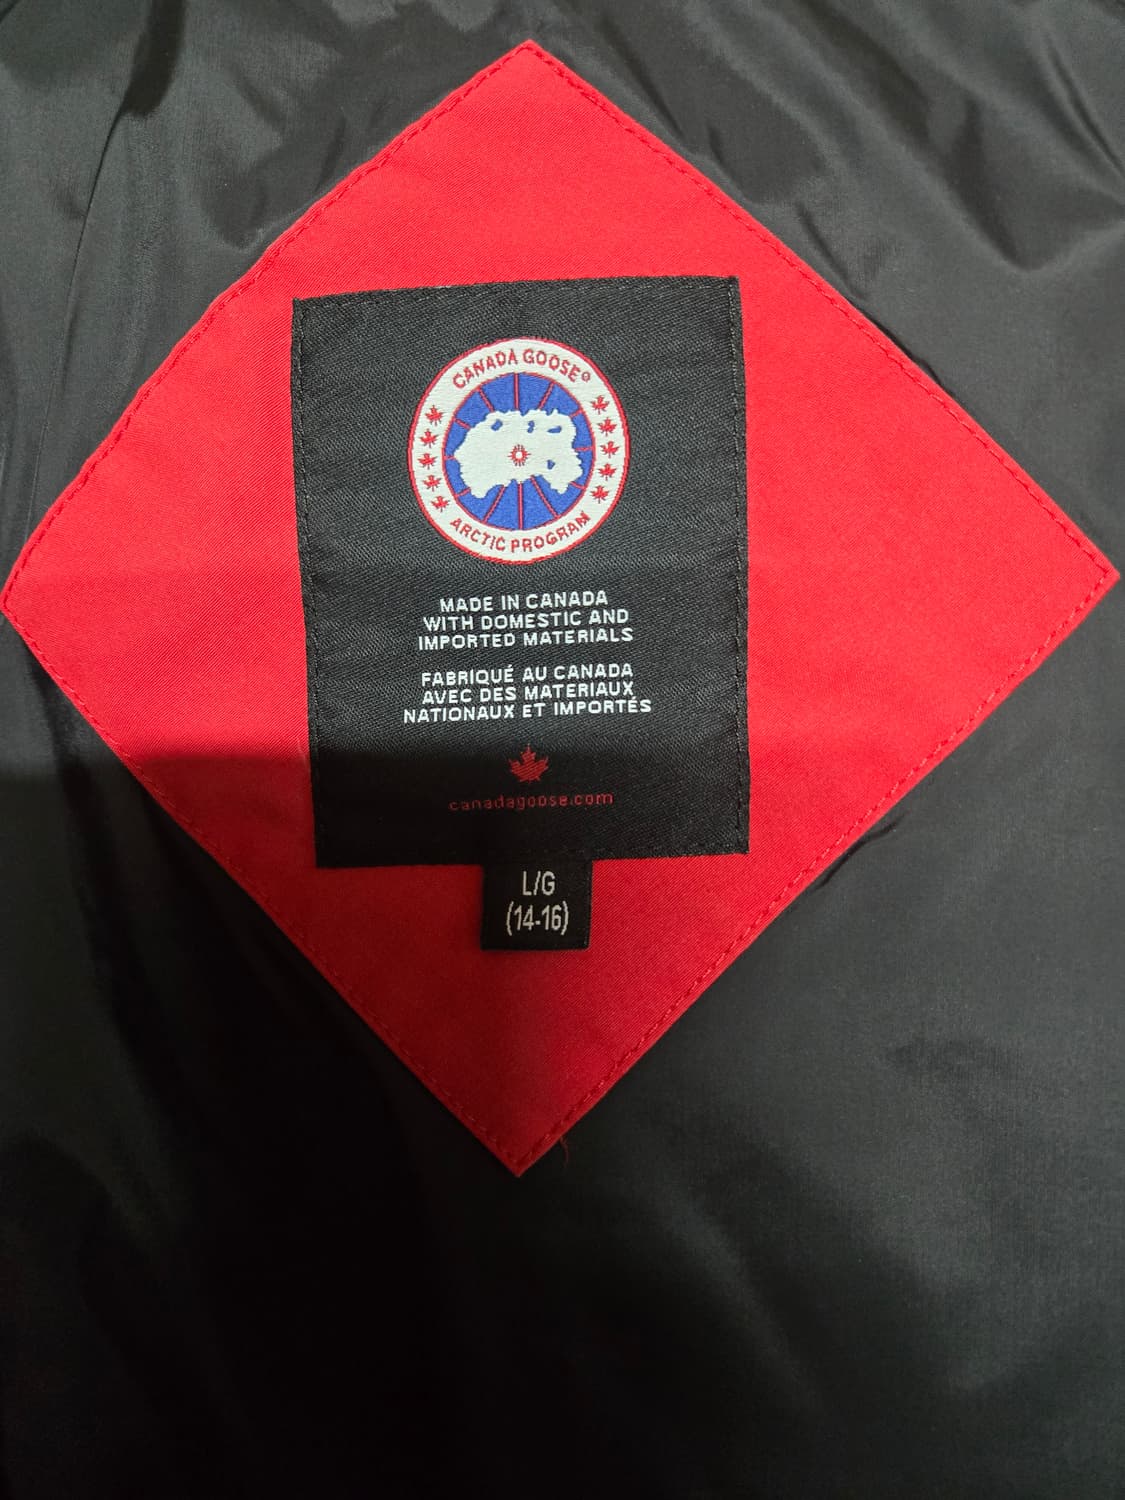 CANADA GOOSE®
ARCTIC PROGRAM
MADE IN CANADA
WITH DOMESTIC AND
IMPORTED MATERIALS
FABRIQUÉ AU CANADA
AVEC DES MATERIAUX
NATIONAUX ET IMPORTÉS
canadagoose.com
L/G
(14-16)